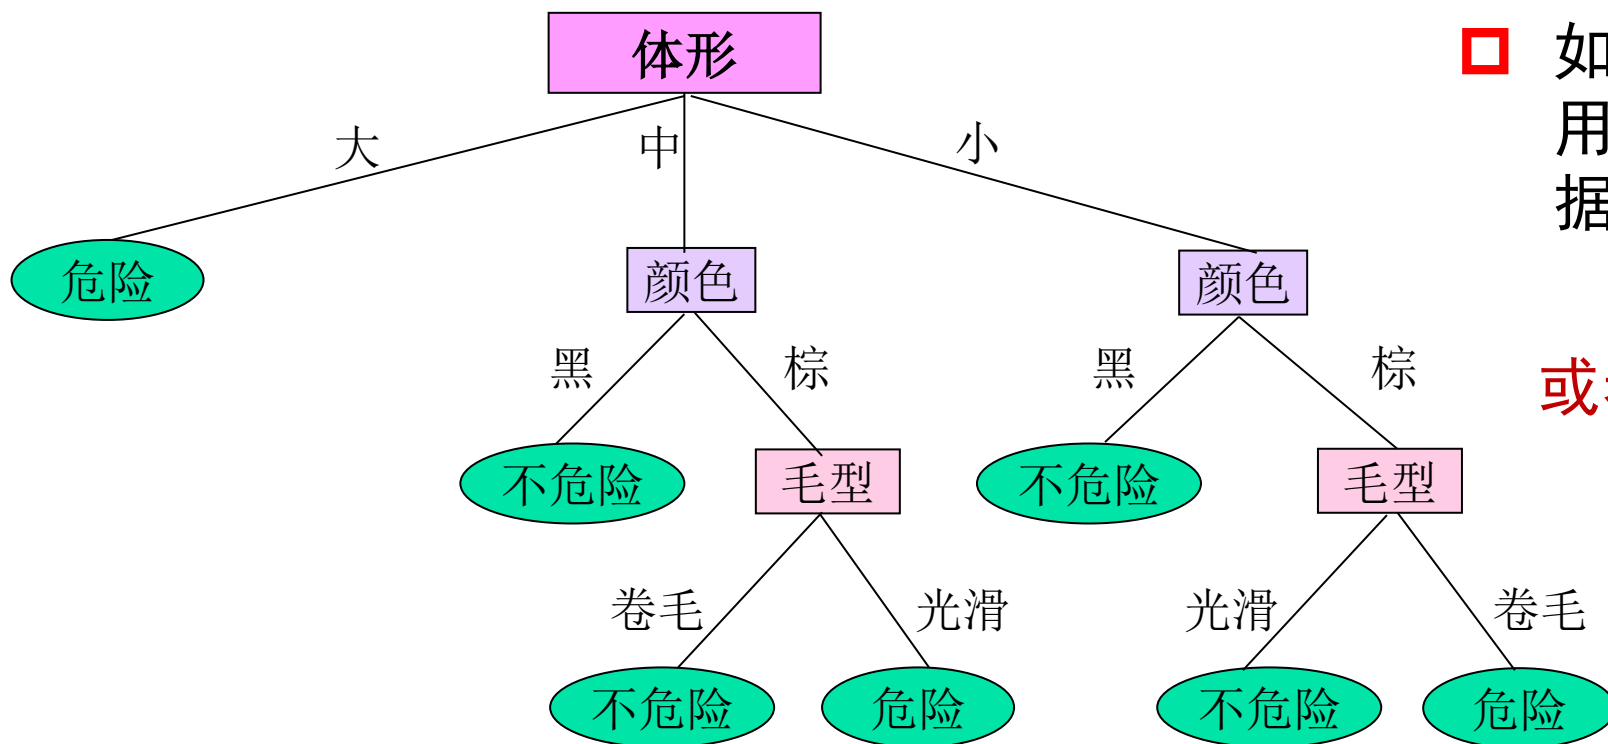 体形
大
中
小
危险
颜色
颜色
黑
棕
黑
棕
不危险
毛型
不危险
毛型
卷毛
光滑
光滑
卷毛
不危险
危险
不危险
危险
如
用
据
或